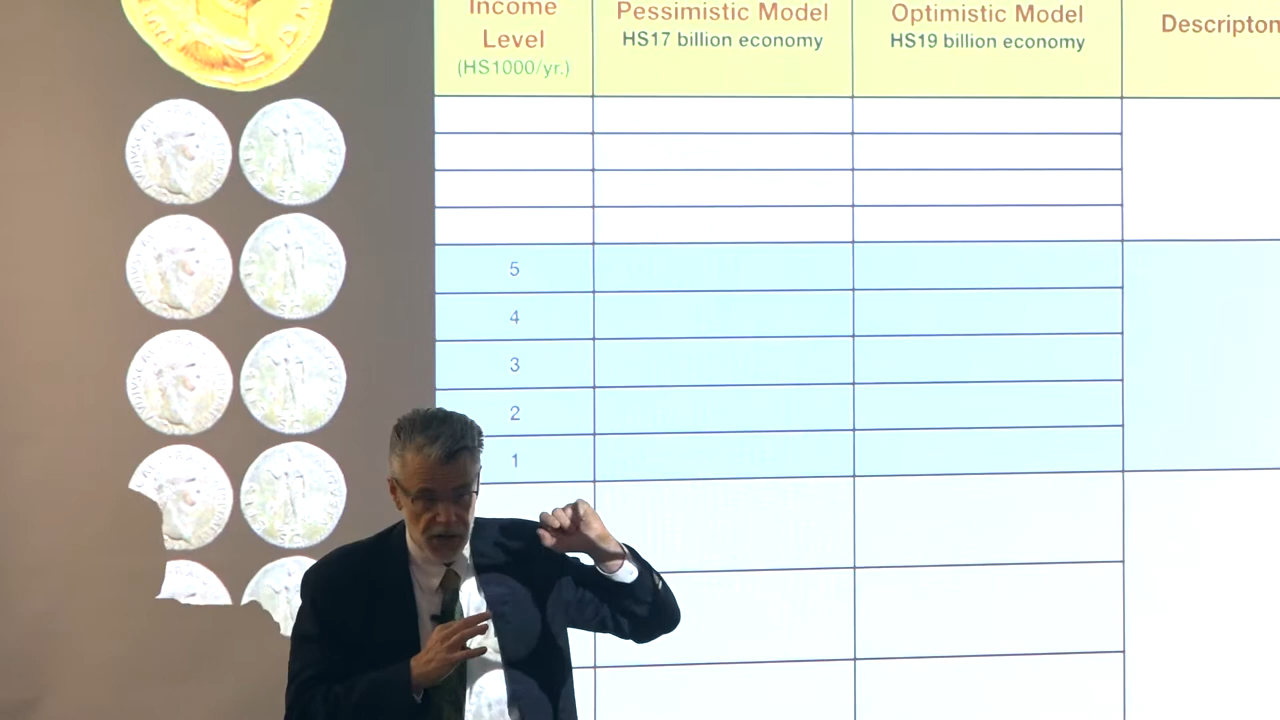 Income
Level
(HS1000/yr.)
Pessimistic Model
HS17 billion economy
Optimistic Model
HS19 billion economy
Descripton
5
4
3
2
1